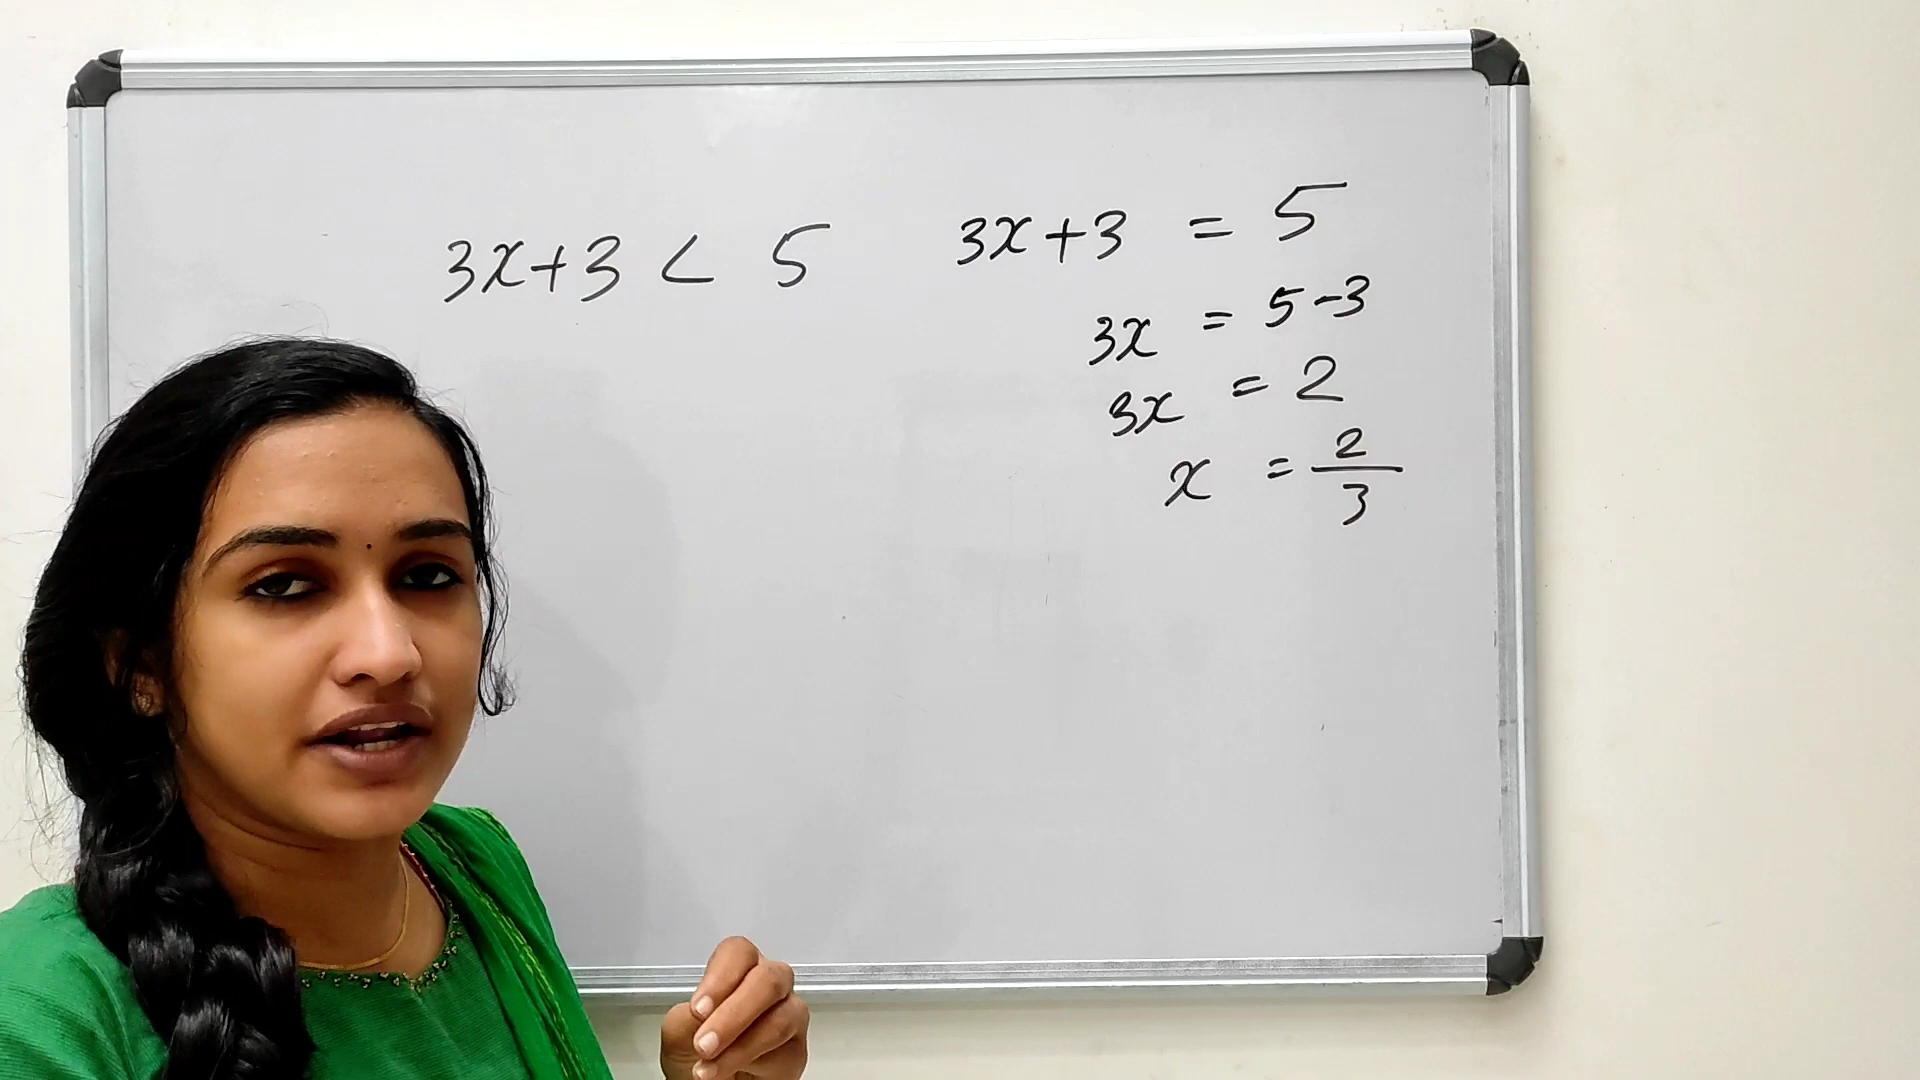 3x+3 < 5
3x+3 = 5
3x = 5-3
3x = 2
x = 2/3